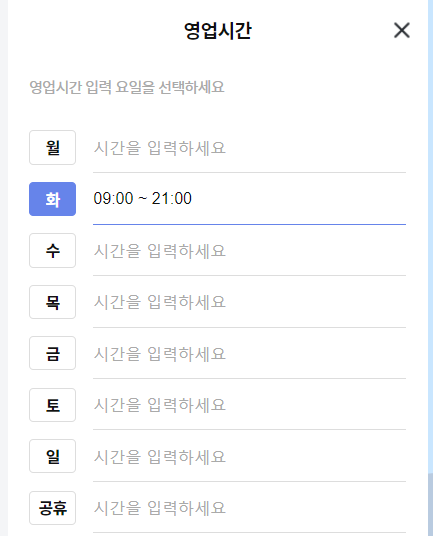 영업시간
영업시간 입력 요일을 선택하세요
월 시간을 입력하세요
화 09:00 ~ 21:00
수 시간을 입력하세요
목 시간을 입력하세요
금 시간을 입력하세요
토 시간을 입력하세요
일 시간을 입력하세요
공휴 시간을 입력하세요